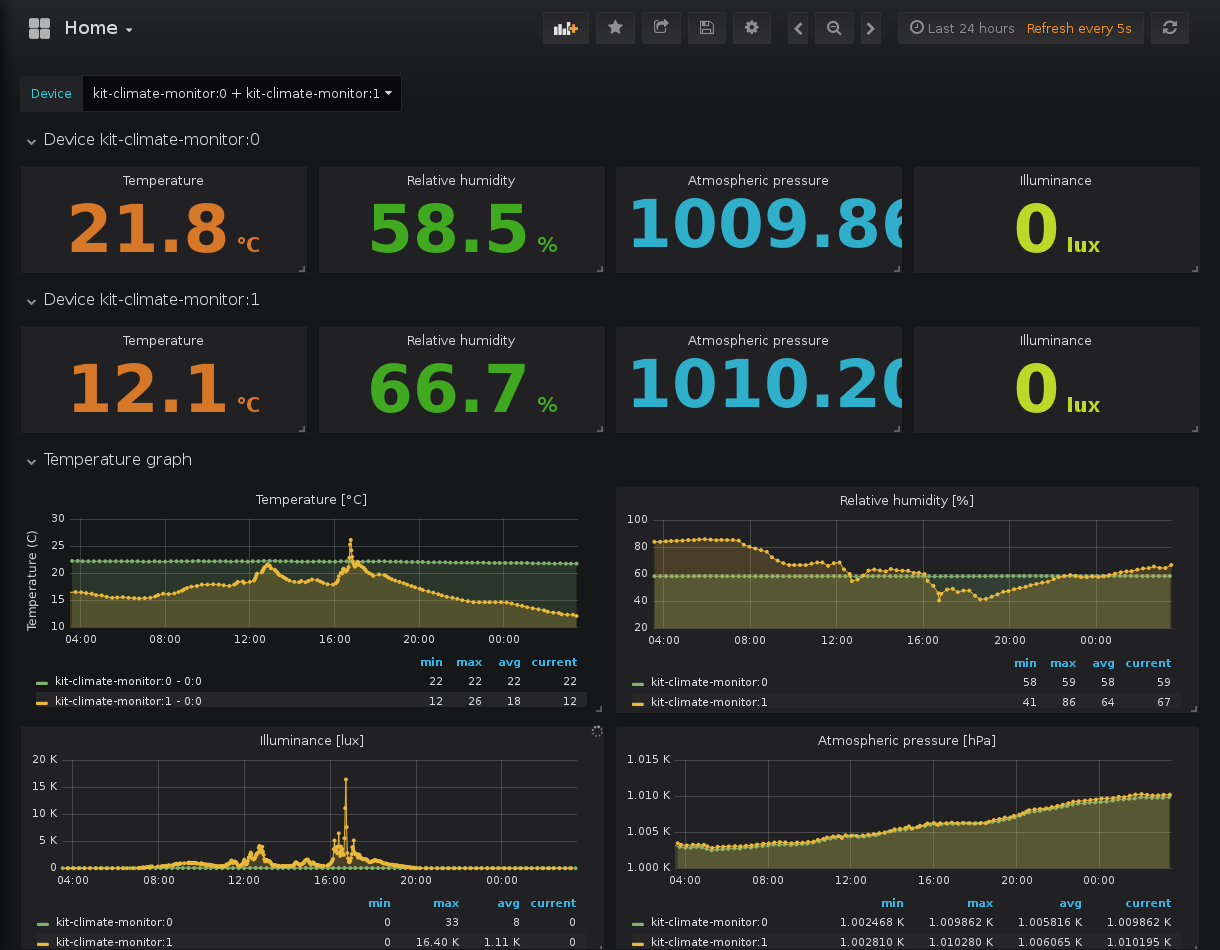 Home
Last 24 hours Refresh every 5s
Device kit-climate-monitor:0 + kit-climate-monitor:1
Device kit-climate-monitor:0
Temperature Relative humidity Atmospheric pressure Illuminance
21.8 °C 58.5 % 1009.86 0 lux
Device kit-climate-monitor:1
Temperature Relative humidity Atmospheric pressure Illuminance
12.1 °C 66.7 % 1010.20 0 lux
Temperature graph
Temperature [°C]
Temperature (C)
30
25
20
15
10
04:00 08:00 12:00 16:00 20:00 00:00
min max avg current
kit-climate-monitor:0 - 0:0 22 22 22 22
kit-climate-monitor:1 - 0:0 12 26 18 12
Relative humidity [%]
100
80
60
40
20
04:00 08:00 12:00 16:00 20:00 00:00
min max avg current
kit-climate-monitor:0 58 59 58 59
kit-climate-monitor:1 41 86 64 67
Illuminance [lux]
20 K
15 K
10 K
5 K
0
04:00 08:00 12:00 16:00 20:00 00:00
min max avg current
kit-climate-monitor:0 0 33 8 0
kit-climate-monitor:1 0 16.40 K 1.11 K 0
Atmospheric pressure [hPa]
1.015 K
1.010 K
1.005 K
1.000 K
04:00 08:00 12:00 16:00 20:00 00:00
min max avg current
kit-climate-monitor:0 1.002468 K 1.009862 K 1.005816 K 1.009862 K
kit-climate-monitor:1 1.002810 K 1.010280 K 1.006065 K 1.010195 K